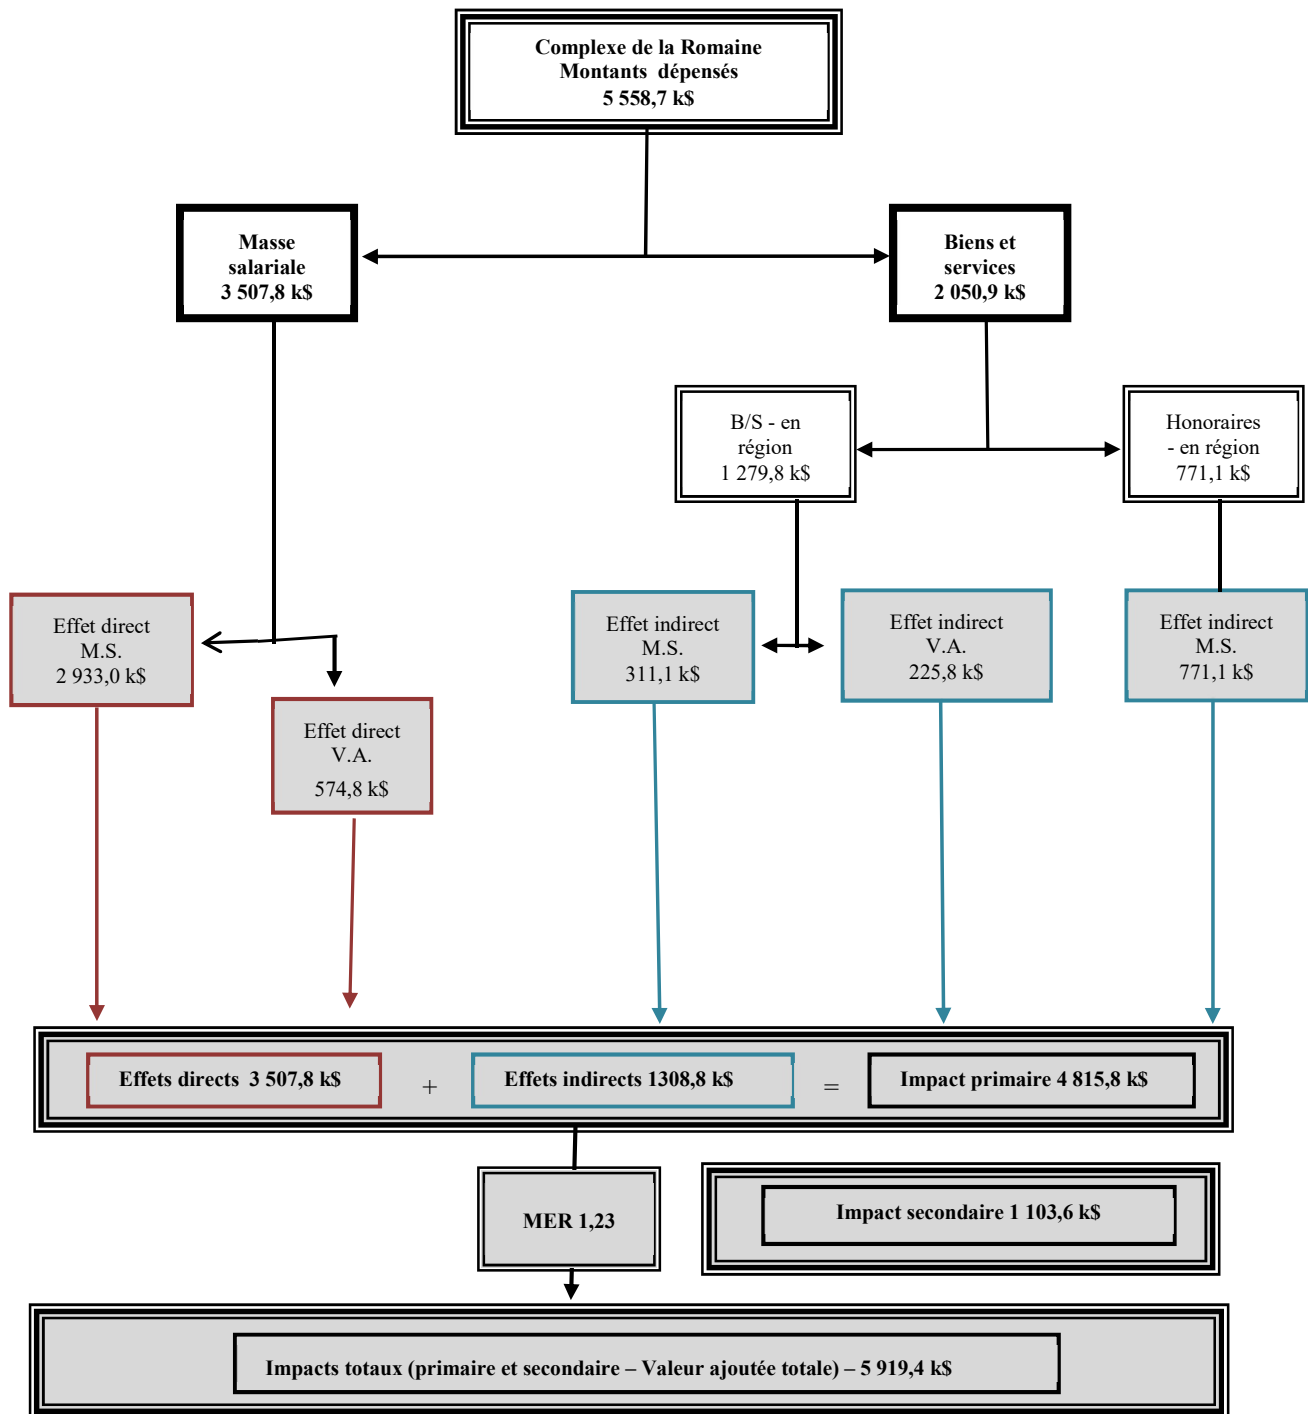 Complexe de la Romaine
Montants dépensés
5 558,7 k$
Masse
salariale
3 507,8 k$
Biens et
services
2 050,9 k$
B/S - en
région
1 279,8 k$
Honoraires
- en région
771,1 k$
Effet direct
M.S.
2 933,0 k$
Effet direct
V.A.
574,8 k$
Effet indirect
M.S.
311,1 k$
Effet indirect
V.A.
225,8 k$
Effet indirect
M.S.
771,1 k$
Effets directs 3 507,8 k$ + Effets indirects 1308,8 k$ = Impact primaire 4 815,8 k$
MER 1,23
Impact secondaire 1 103,6 k$
Impacts totaux (primaire et secondaire – Valeur ajoutée totale) – 5 919,4 k$